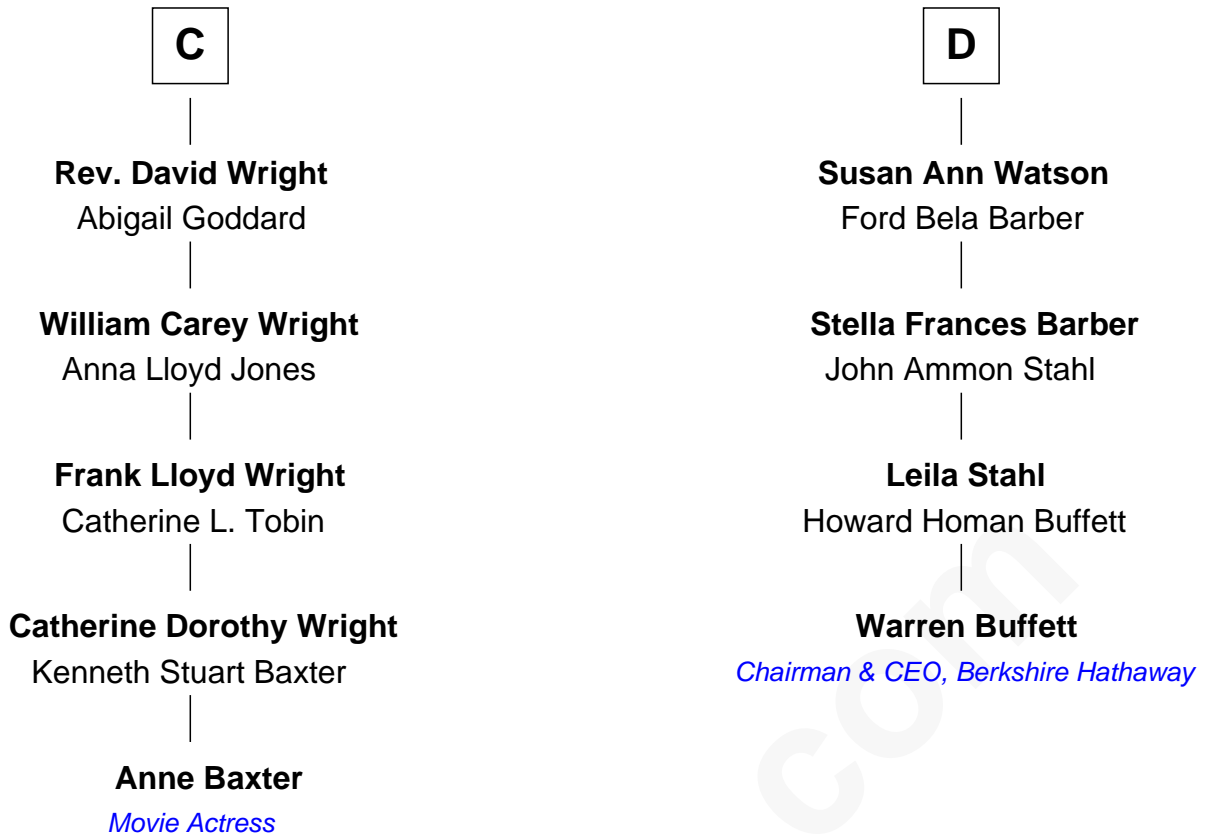 C
Rev. David Wright
Abigail Goddard
William Carey Wright
Anna Lloyd Jones
Frank Lloyd Wright
Catherine L. Tobin
Catherine Dorothy Wright
Kenneth Stuart Baxter
Anne Baxter
Movie Actress
D
Susan Ann Watson
Ford Bela Barber
Stella Frances Barber
John Ammon Stahl
Leila Stahl
Howard Homan Buffett
Warren Buffett
Chairman & CEO, Berkshire Hathaway
com